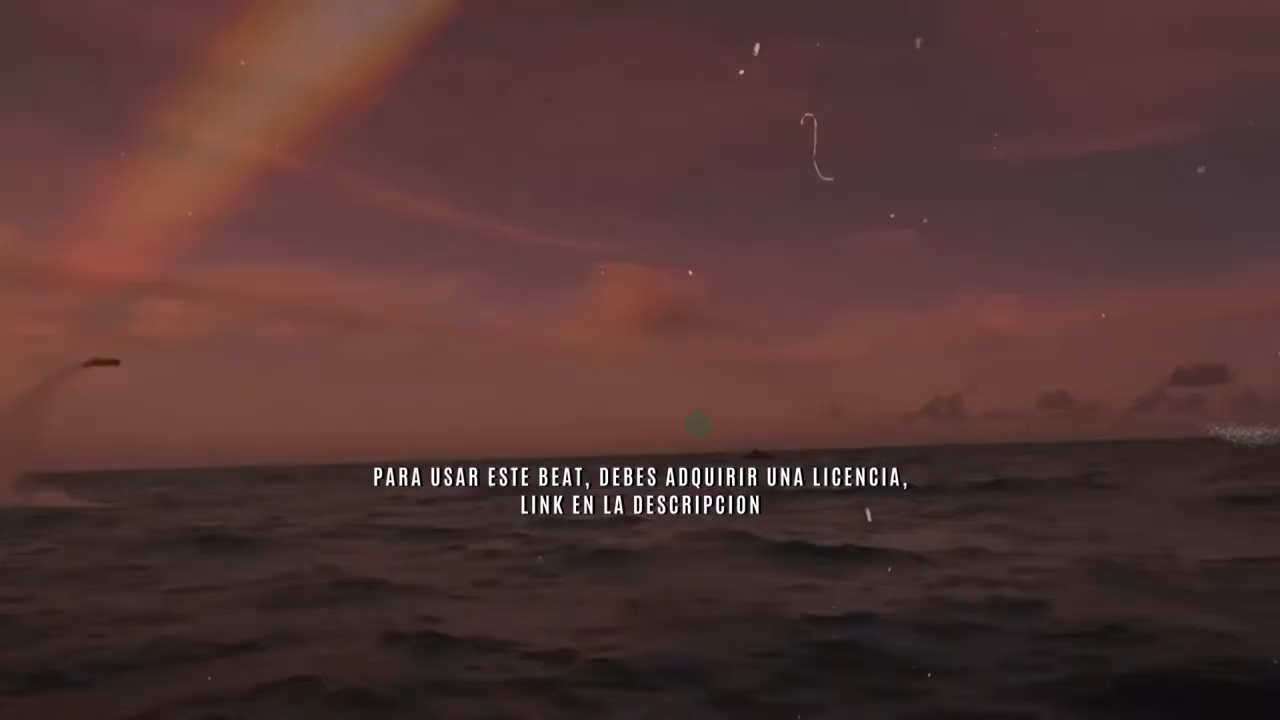 PARA USAR ESTE BEAT, DEBES ADQUIRIR UNA LICENCIA,
LINK EN LA DESCRIPCION